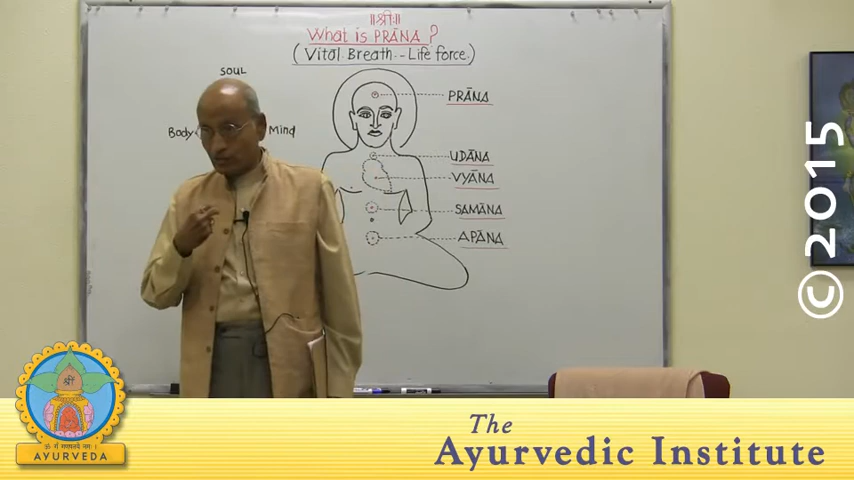 ॥श्रीः॥
What is PRĀNA ?
(Vital Breath--Life force.)
SOUL
Body
Mind
PRĀNA
UDĀNA
VYĀNA
SAMĀNA
APĀNA
©2015
श्री
AYURVEDA
The
Ayurvedic Institute